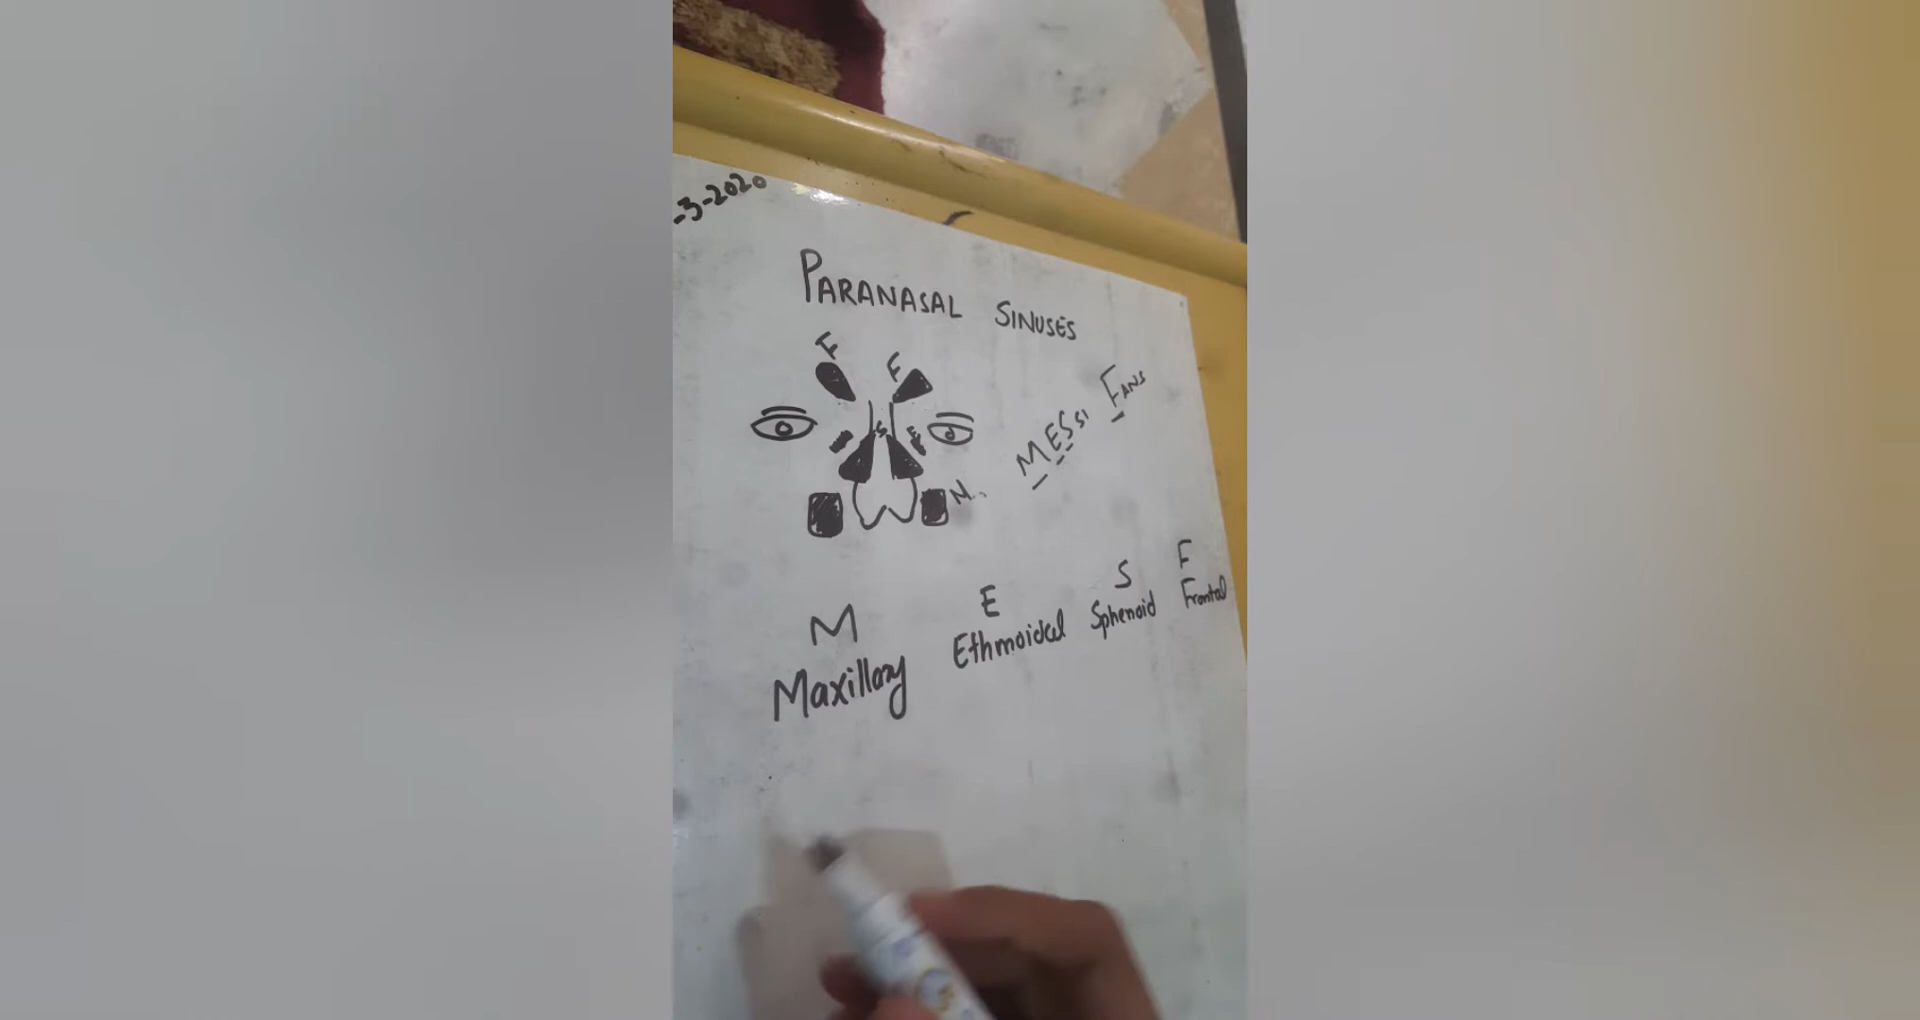 -3-2020
PARANASAL SINUSES
F F
S E
M.
MESSI FANS
M E S F
Maxillary Ethmoidal Sphenoid Frontal